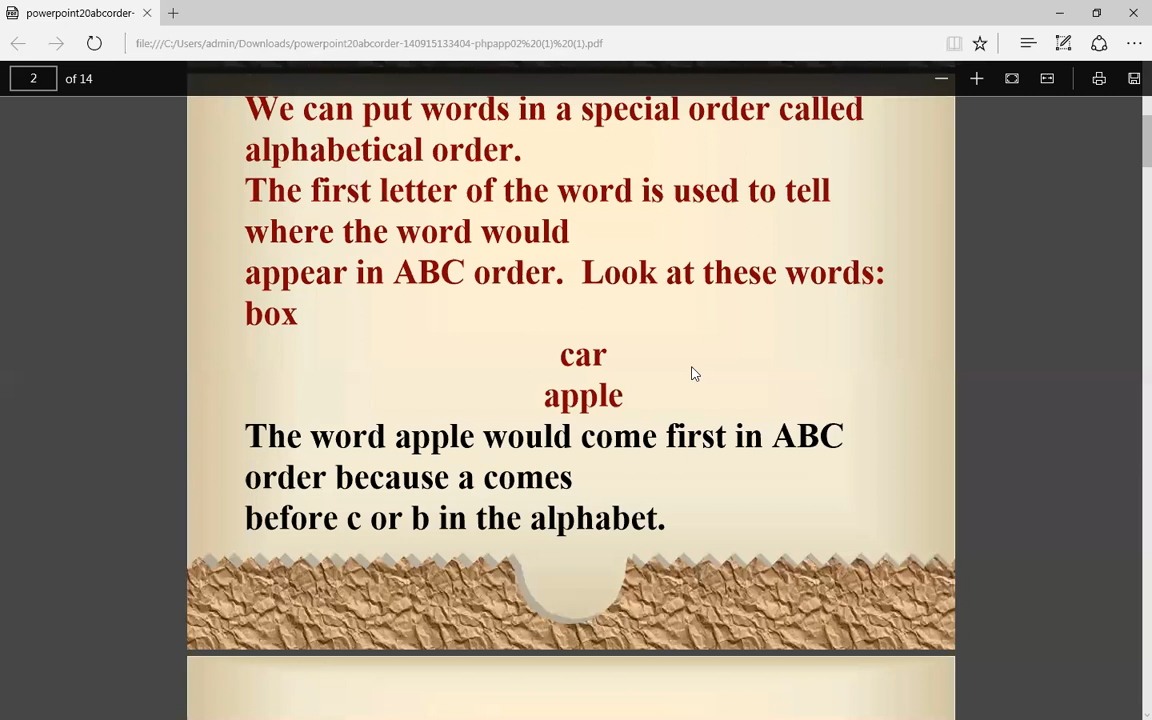 powerpoint20abcorder-
file:///C:/Users/admin/Downloads/powerpoint20abcorder-140915133404-phpapp02%20(1)%20(1).pdf
2 of 14
We can put words in a special order called
alphabetical order.
The first letter of the word is used to tell
where the word would
appear in ABC order.  Look at these words:
box
car
apple
The word apple would come first in ABC
order because a comes
before c or b in the alphabet.